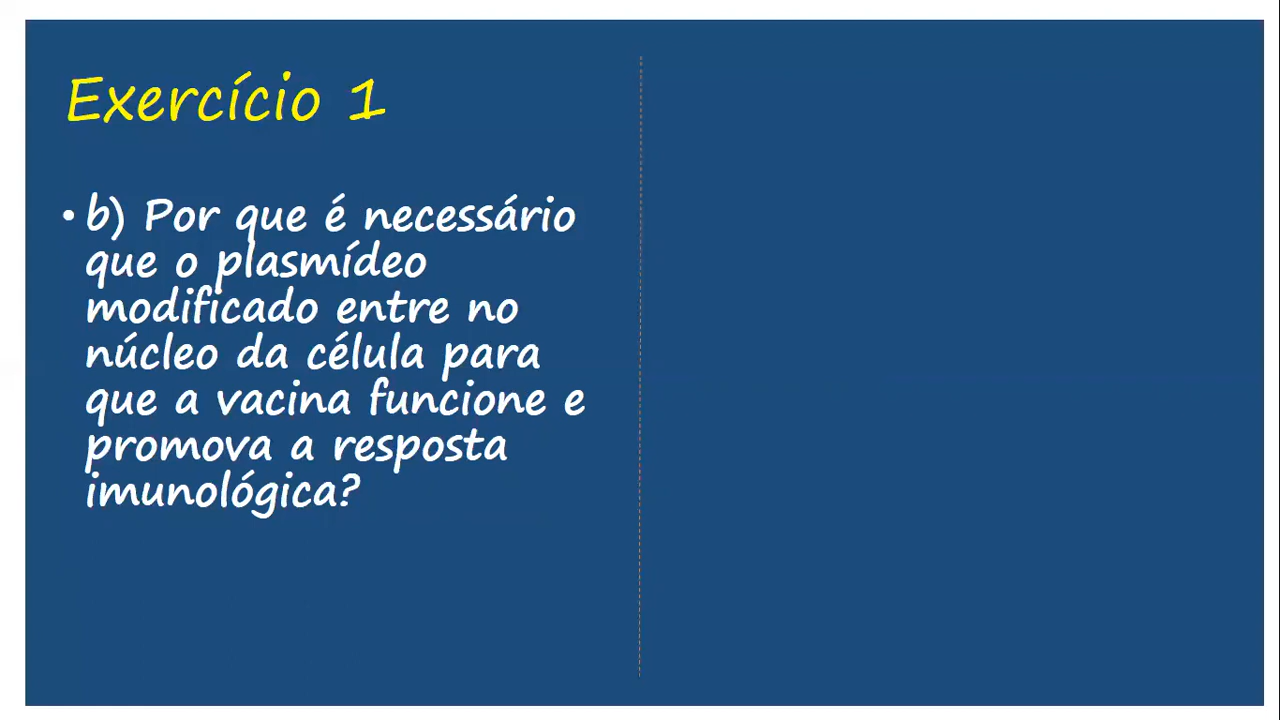 Exercício 1
• b) Por que é necessário
que o plasmídeo
modificado entre no
núcleo da célula para
que a vacina funcione e
promova a resposta
imunológica?